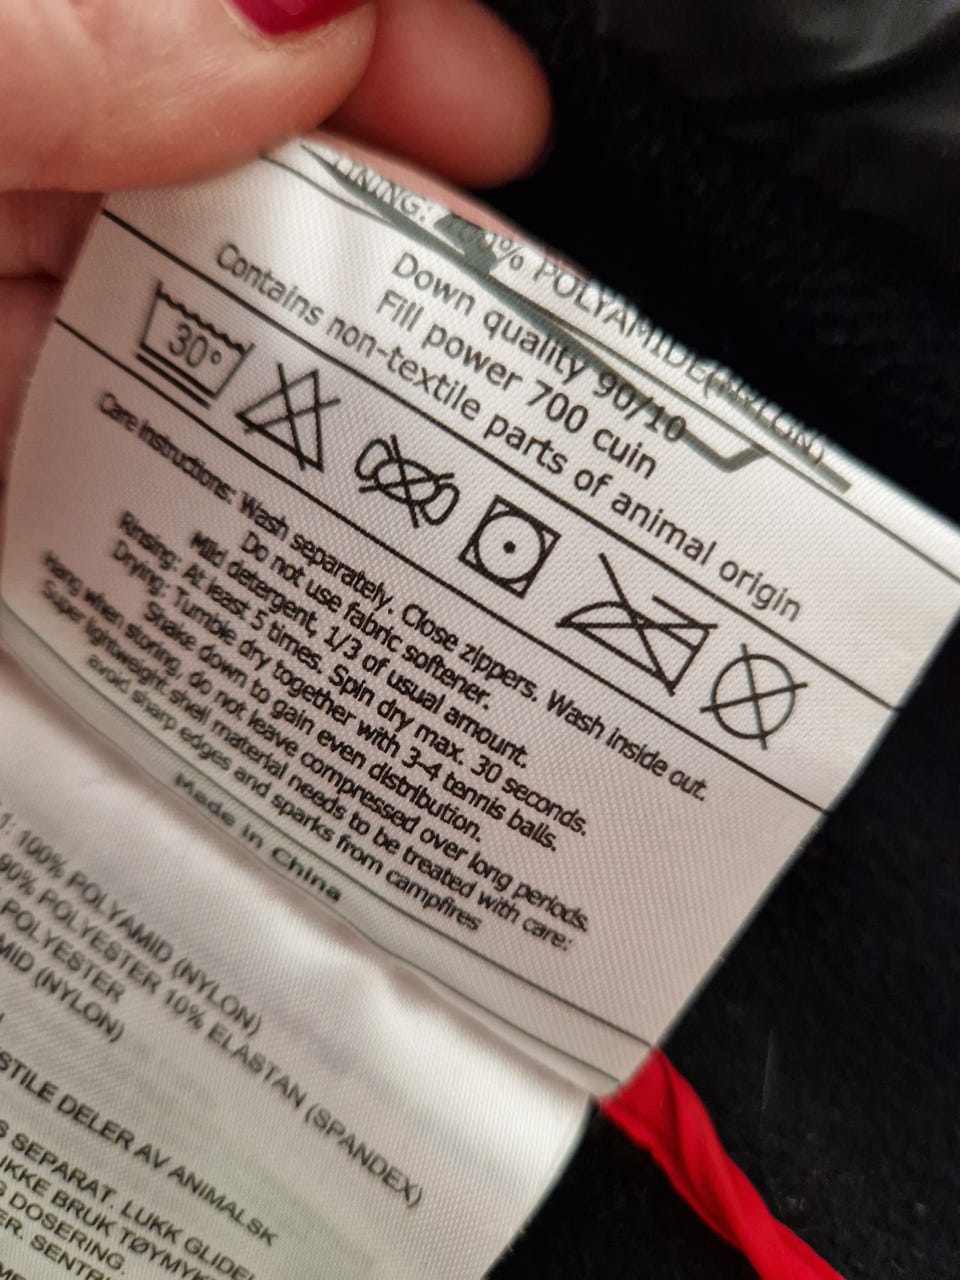 LINING: 100% POLYAMIDE(NYLON)
Down quality 90/10
Fill power 700 cuin
Contains non-textile parts of animal origin
30°
Care instructions: Wash separately. Close zippers. Wash inside out.
Do not use fabric softener.
Mild detergent, 1/3 of usual amount.
Rinsing: At least 5 times. Spin dry max. 30 seconds.
Drying: Tumble dry together with 3-4 tennis balls.
Shake down to gain even distribution.
Hang when storing, do not leave compressed over long periods.
Super lightweight shell material needs to be treated with care:
avoid sharp edges and sparks from campfires
Made in China
1: 100% POLYAMID (NYLON)
90% POLYESTER 10% ELASTAN (SPANDEX)
POLYESTER
MID (NYLON)
STILE DELER AV ANIMALSK
SEPARAT. LUKK GLIDE
IKKE BRUK TØYMYK
DOSERING.
ER. SENTR